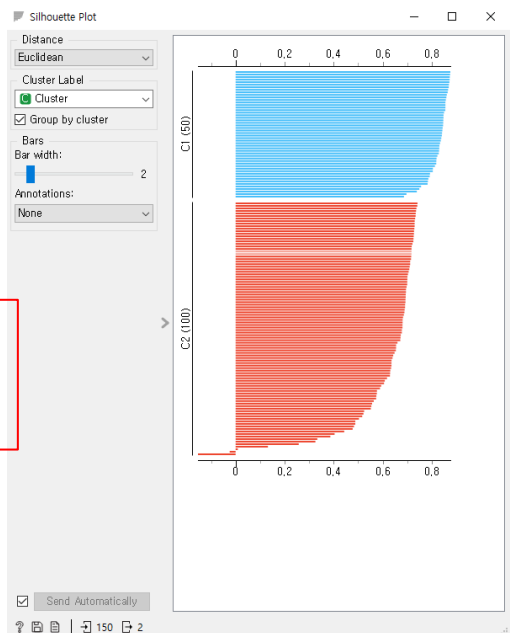 Silhouette Plot
Distance
Euclidean
Cluster Label
C Cluster
Group by cluster
Bars
Bar width:
2
Annotations:
None
0 0,2 0,4 0,6 0,8
C1 (50)
C2 (100)
0 0,2 0,4 0,6 0,8
Send Automatically
? 150 2